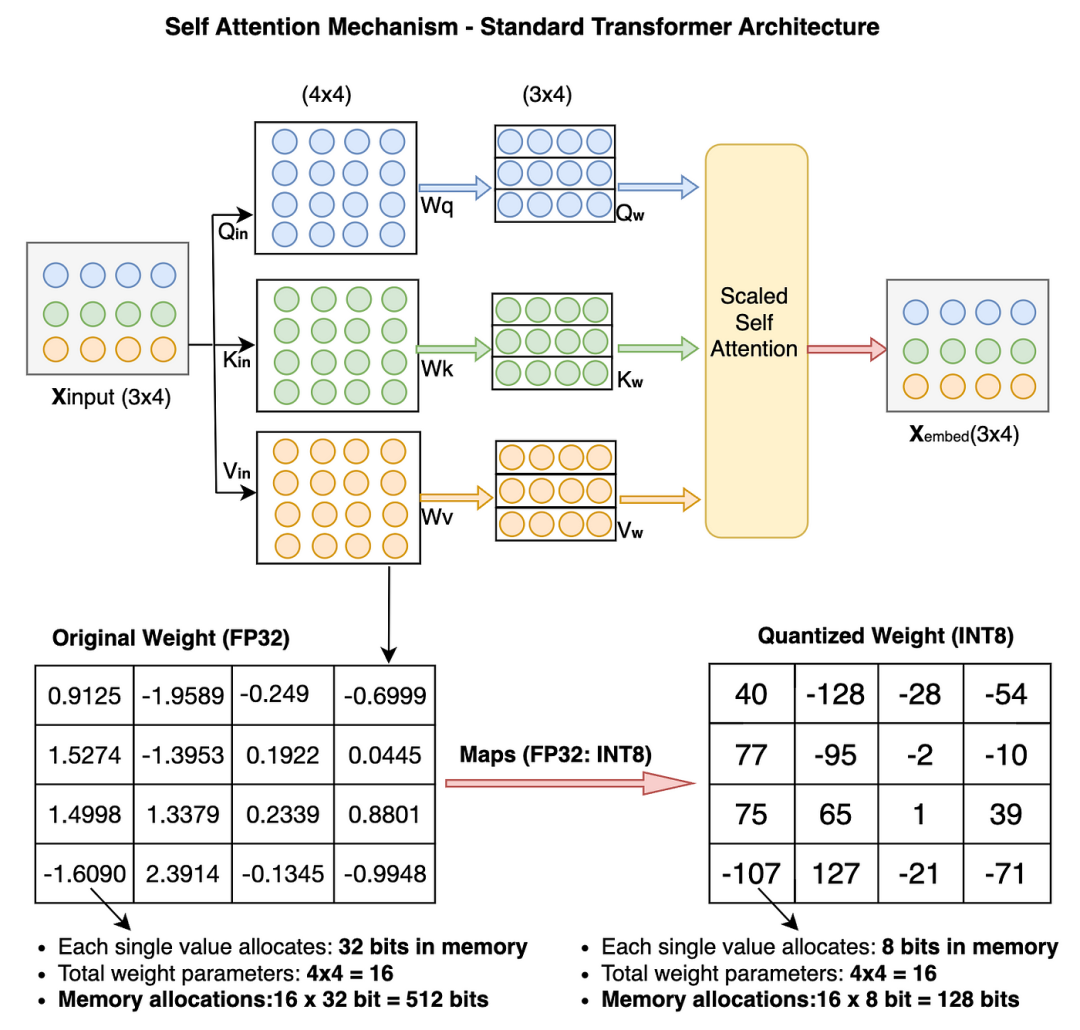 Self Attention Mechanism - Standard Transformer Architecture
(4x4)
(3x4)
Qin
Wq
Qw
Xinput (3x4)
Kin
Wk
Kw
Scaled
Self
Attention
Xembed(3x4)
Vin
Wv
Vw
Original Weight (FP32)
0.9125 -1.9589 -0.249 -0.6999
1.5274 -1.3953 0.1922 0.0445
1.4998 1.3379 0.2339 0.8801
-1.6090 2.3914 -0.1345 -0.9948
Maps (FP32: INT8)
Quantized Weight (INT8)
40 -128 -28 -54
77 -95 -2 -10
75 65 1 39
-107 127 -21 -71
• Each single value allocates: 32 bits in memory
• Total weight parameters: 4x4 = 16
• Memory allocations:16 x 32 bit = 512 bits
• Each single value allocates: 8 bits in memory
• Total weight parameters: 4x4 = 16
• Memory allocations:16 x 8 bit = 128 bits